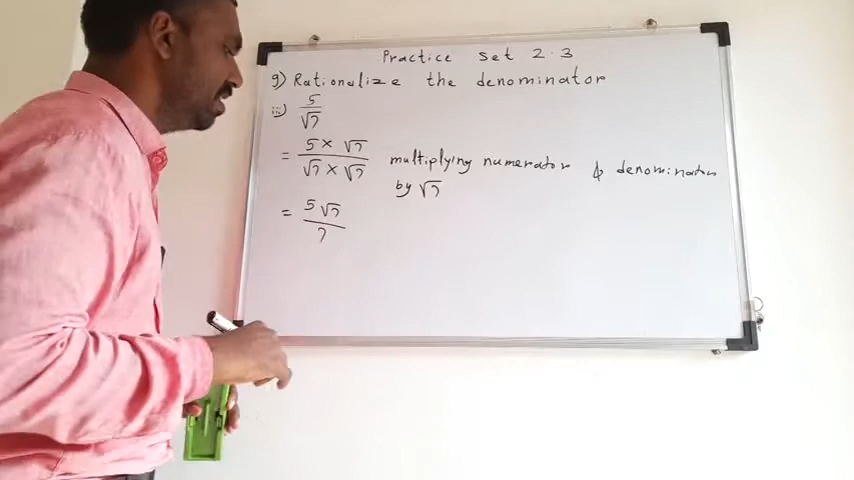 Practice set 2.3
9) Rationalize the denominator
iii) 5/√7
= 5 × √7 / √7 × √7 multiplying numerator & denominator
by √7
= 5√7 / 7